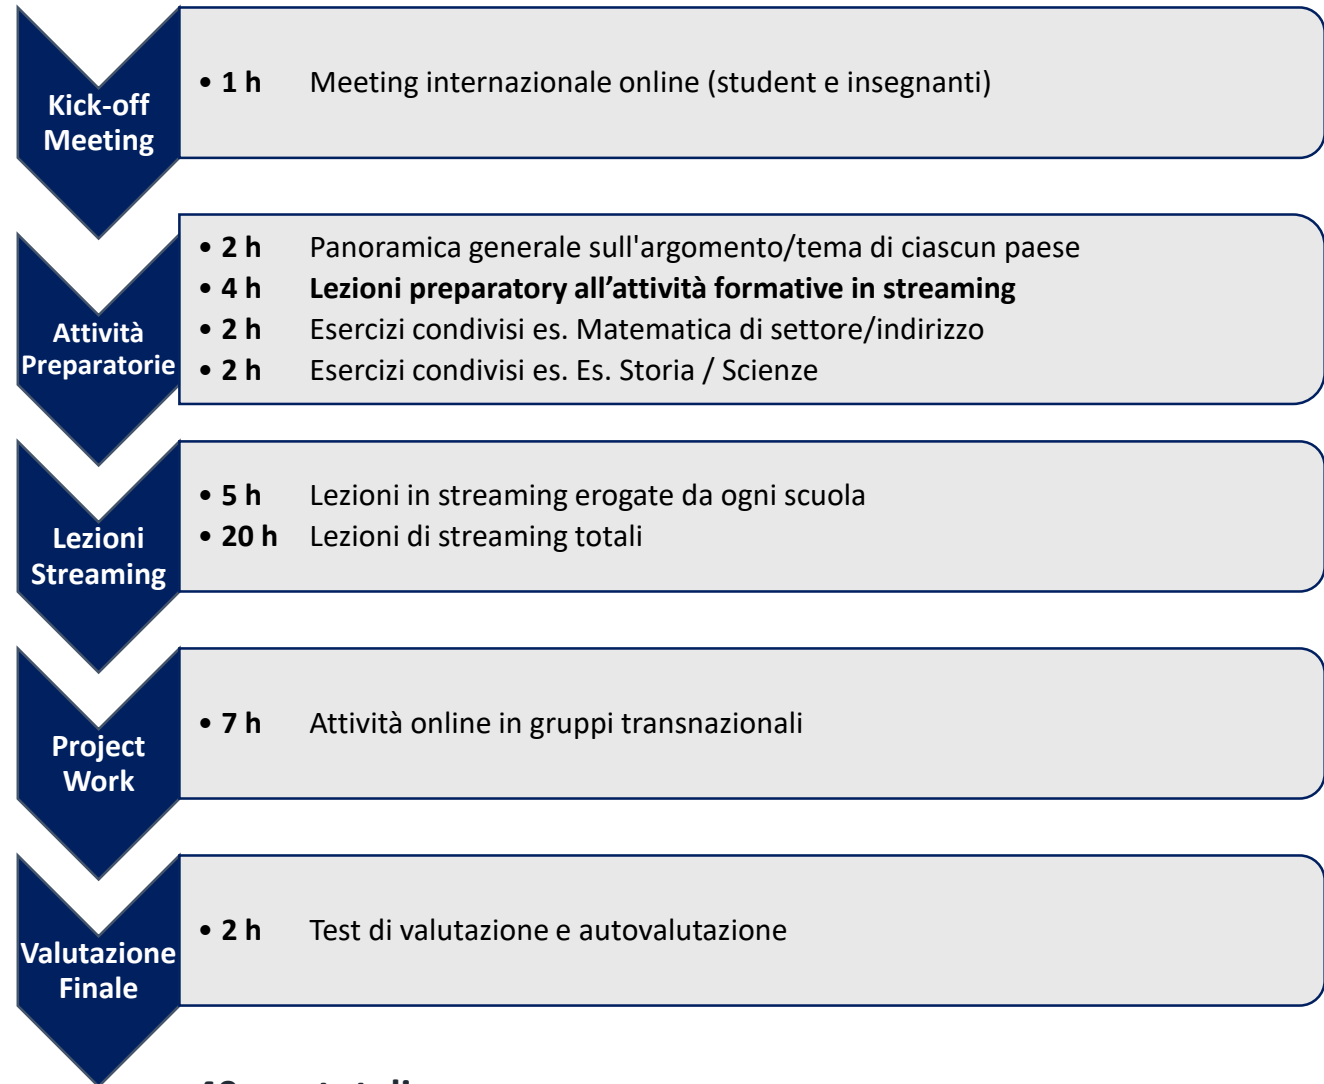 Kick-off
Meeting
• 1 h Meeting internazionale online (student e insegnanti)
Attività
Preparatorie
• 2 h Panoramica generale sull'argomento/tema di ciascun paese
• 4 h Lezioni preparatory all’attività formative in streaming
• 2 h Esercizi condivisi es. Matematica di settore/indirizzo
• 2 h Esercizi condivisi es. Es. Storia / Scienze
Lezioni
Streaming
• 5 h Lezioni in streaming erogate da ogni scuola
• 20 h Lezioni di streaming totali
Project
Work
• 7 h Attività online in gruppi transnazionali
Valutazione
Finale
• 2 h Test di valutazione e autovalutazione